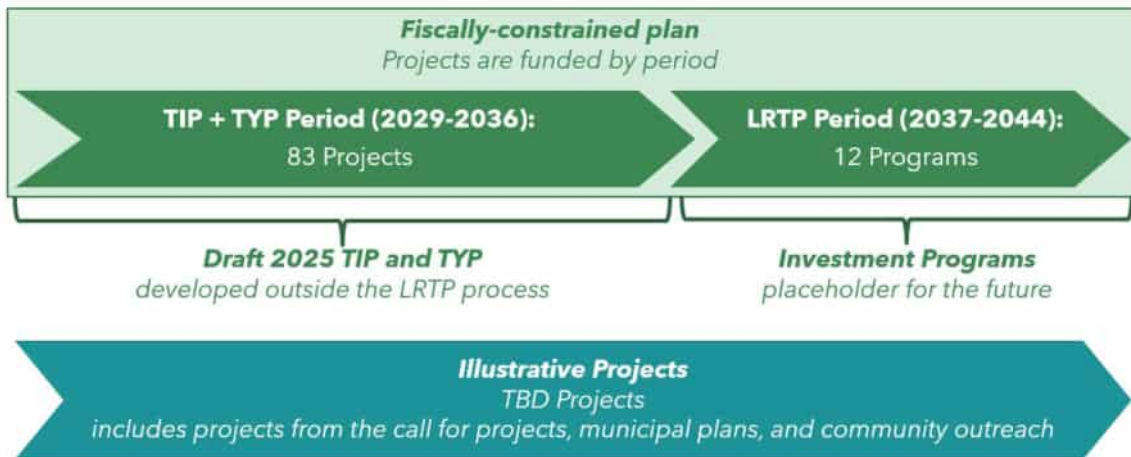 Fiscally-constrained plan
Projects are funded by period
TIP + TYP Period (2029-2036):
83 Projects
LRTP Period (2037-2044):
12 Programs
Draft 2025 TIP and TYP
developed outside the LRTP process
Investment Programs
placeholder for the future
Illustrative Projects
TBD Projects
includes projects from the call for projects, municipal plans, and community outreach